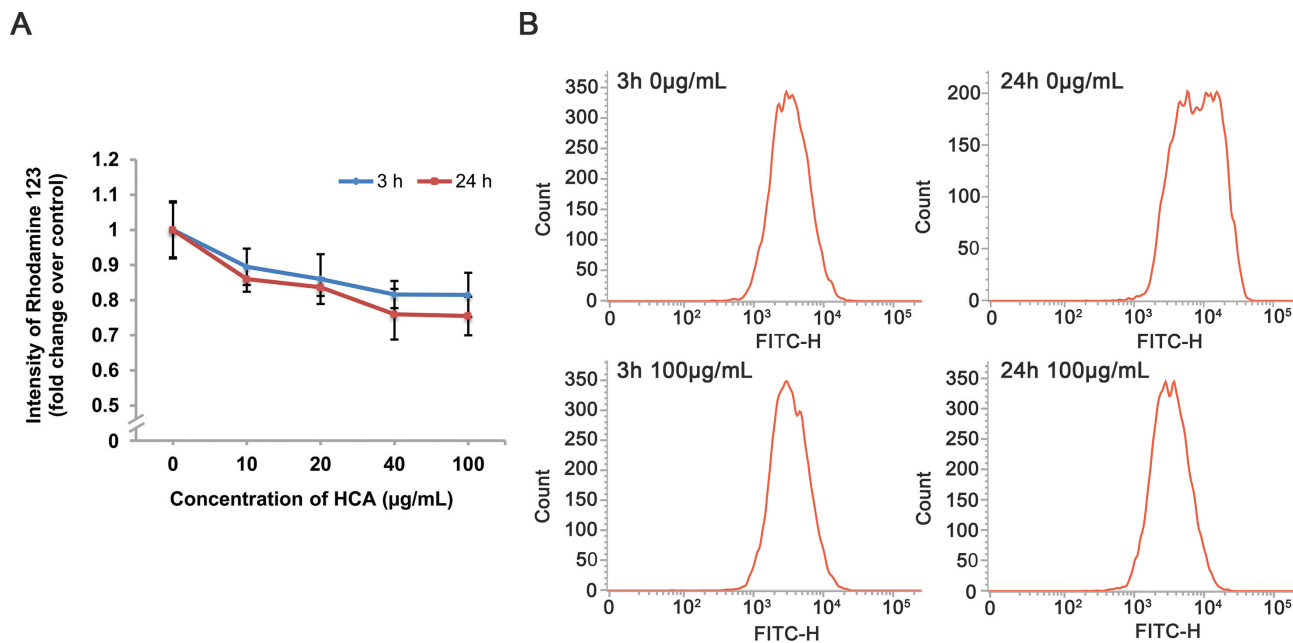 A
B
Intensity of Rhodamine 123
(fold change over control)
1.2
1.1
1
0.9
0.8
0.7
0.6
0.5
0
3 h
24 h
0 10 20 40 100
Concentration of HCA (µg/mL)
3h 0µg/mL
Count
350
300
250
200
150
100
50
0
0 10² 10³ 10⁴ 10⁵
FITC-H
24h 0µg/mL
Count
200
150
100
50
0
0 10² 10³ 10⁴ 10⁵
FITC-H
3h 100µg/mL
Count
350
300
250
200
150
100
50
0
0 10² 10³ 10⁴ 10⁵
FITC-H
24h 100µg/mL
Count
350
300
250
200
150
100
50
0
0 10² 10³ 10⁴ 10⁵
FITC-H